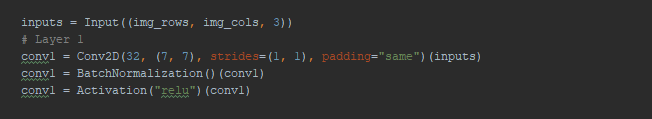 inputs = Input((img_rows, img_cols, 3))
# Layer 1
conv1 = Conv2D(32, (7, 7), strides=(1, 1), padding="same")(inputs)
conv1 = BatchNormalization()(conv1)
conv1 = Activation("relu")(conv1)